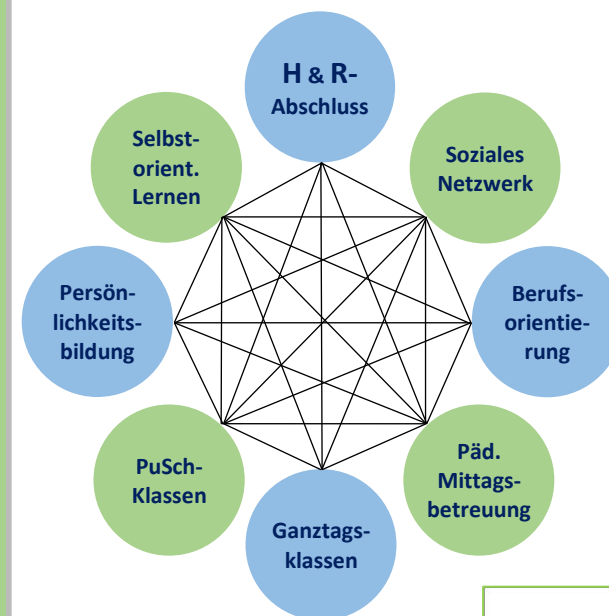 H & R-
Abschluss
Soziales
Netzwerk
Berufs-
orientie-
rung
Päd.
Mittags-
betreuung
Ganztags-
klassen
PuSch-
Klassen
Persön-
lichkeits-
bildung
Selbst-
orient.
Lernen